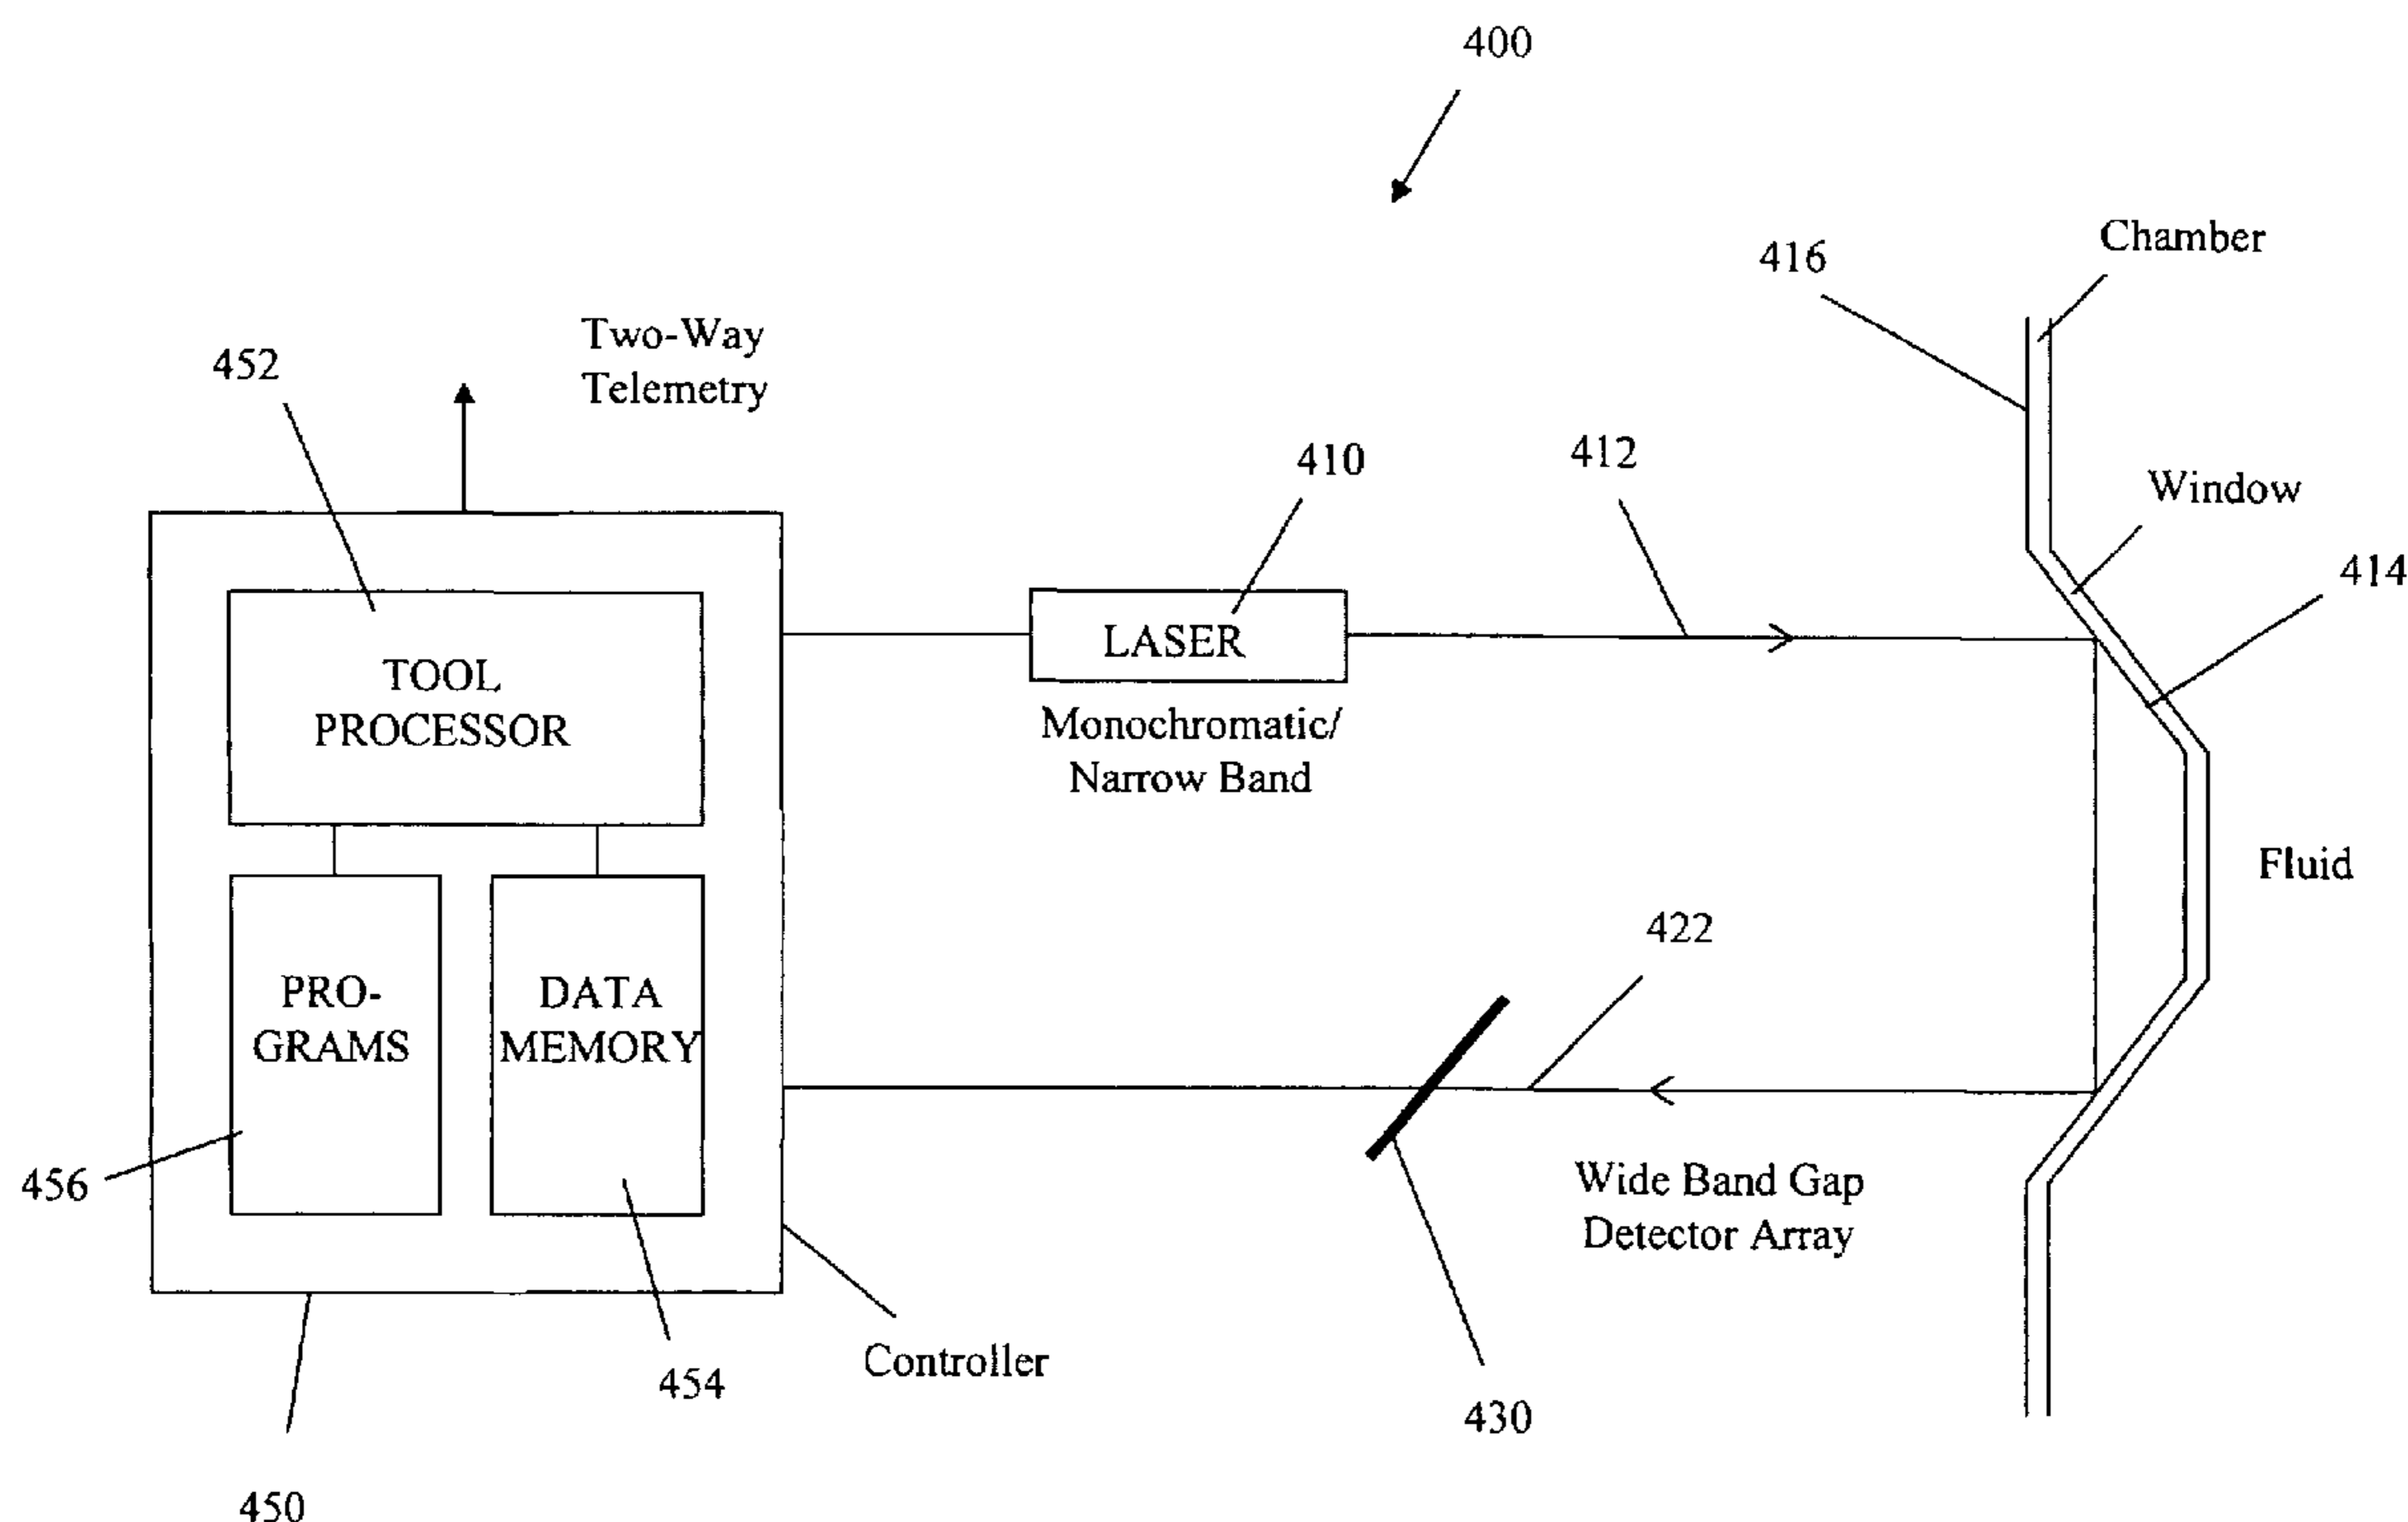 400
Chamber
416
Two-Way
Telemetry
452
410
412
Window
414
LASER
TOOL
PROCESSOR
Monochromatic/
Narrow Band
Fluid
422
PRO-
GRAMS
DATA
MEMORY
456
Wide Band Gap
Detector Array
Controller
454
430
450